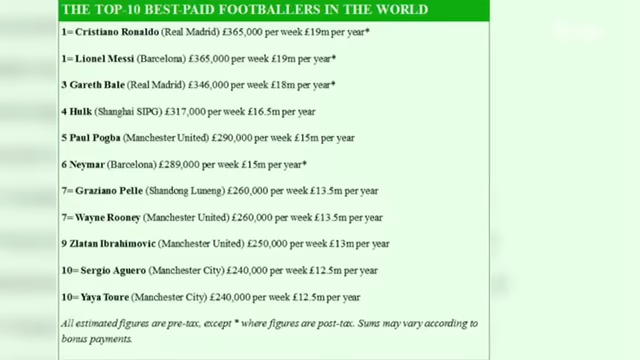 THE TOP-10 BEST-PAID FOOTBALLERS IN THE WORLD
1= Cristiano Ronaldo (Real Madrid) £365,000 per week £19m per year*
1= Lionel Messi (Barcelona) £365,000 per week £19m per year*
3 Gareth Bale (Real Madrid) £346,000 per week £18m per year*
4 Hulk (Shanghai SIPG) £317,000 per week £16.5m per year
5 Paul Pogba (Manchester United) £290,000 per week £15m per year
6 Neymar (Barcelona) £289,000 per week £15m per year*
7= Graziano Pelle (Shandong Luneng) £260,000 per week £13.5m per year
7= Wayne Rooney (Manchester United) £260,000 per week £13.5m per year
9 Zlatan Ibrahimovic (Manchester United) £250,000 per week £13m per year
10= Sergio Aguero (Manchester City) £240,000 per week £12.5m per year
10= Yaya Toure (Manchester City) £240,000 per week £12.5m per year
All estimated figures are pre-tax, except * where figures are post-tax. Sums may vary according to
bonus payments.